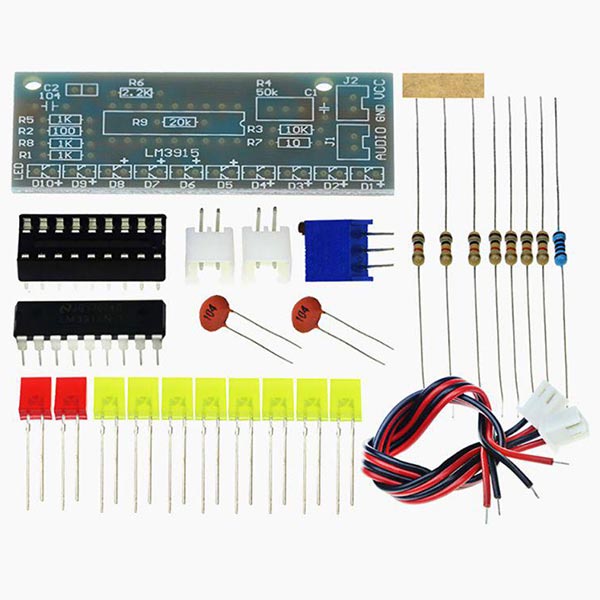 C2
104
R6
2.2K
R4
50k
C1
J2
VCC
GND
AUDIO
J1
R5 1K
R2 100
R8 1K
R1 1K
R9 20k
R3 10K
R7 10
LM3915
LED
D10+ D9+ D8 D7 D6 D5 D4+ D3+ D2+ D1+
104
104